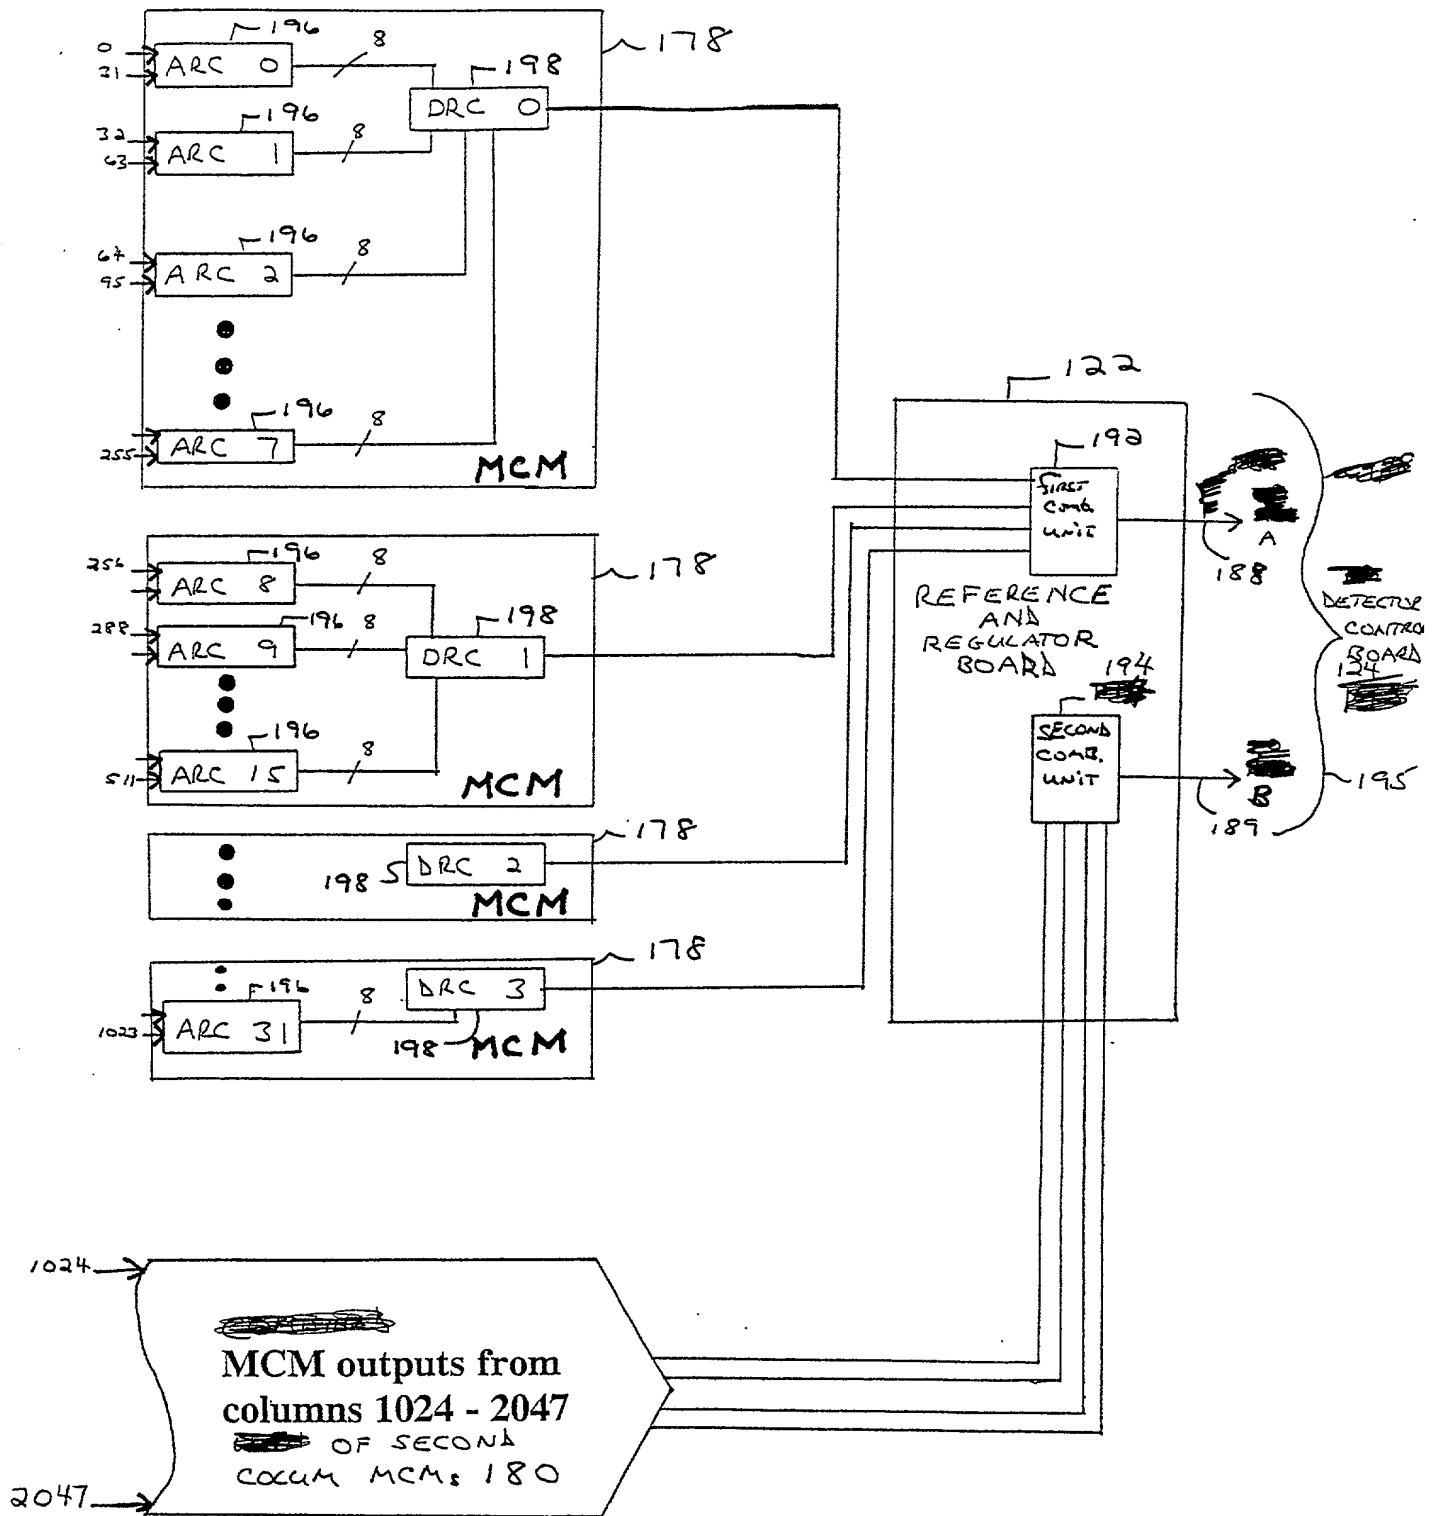 196
8
178
0
21
ARC 0
198
DRC 0
196
8
32
63
ARC 1
196
8
64
95
ARC 2
196
8
255
ARC 7
MCM
122
192
FIRST
COMB.
UNIT
188
A
REFERENCE
AND
REGULATOR
BOARD
DETECTOR
CONTRO
BOARD
124
194
SECOND
COMB.
UNIT
189
B
195
196
8
178
256
ARC 8
196
8
198
288
ARC 9
DRC 1
196
8
511
ARC 15
MCM
178
198
DRC 2
MCM
178
196
8
DRC 3
1023
ARC 31
198
MCM
1024
MCM outputs from
columns 1024 - 2047
OF SECOND
COLUM MCMs 180
2047